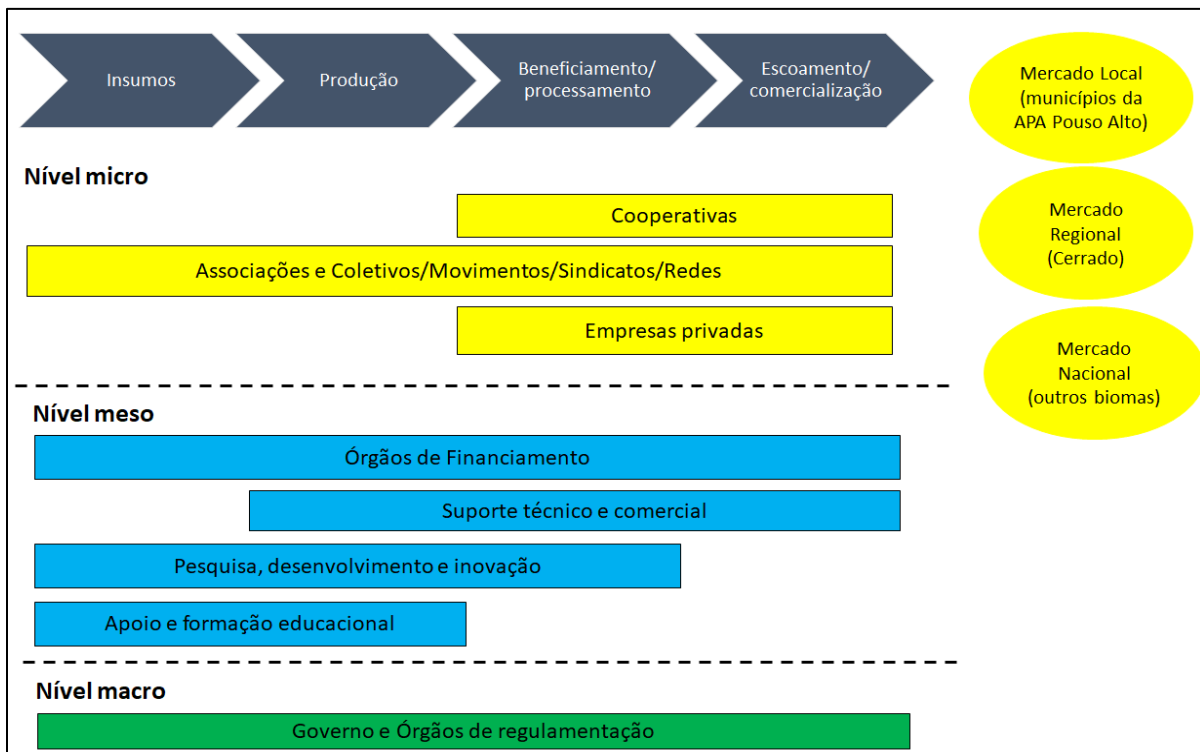 Insumos
Produção
Beneficiamento/
processamento
Escoamento/
comercialização
Mercado Local
(municípios da
APA Pouso Alto)
Nível micro
Cooperativas
Mercado
Regional
(Cerrado)
Associações e Coletivos/Movimentos/Sindicatos/Redes
Empresas privadas
Mercado
Nacional
(outros biomas)
Nível meso
Órgãos de Financiamento
Suporte técnico e comercial
Pesquisa, desenvolvimento e inovação
Apoio e formação educacional
Nível macro
Governo e Órgãos de regulamentação